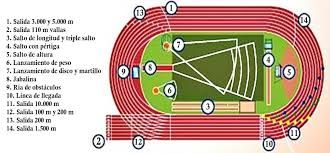 1. Salida 3.000 y 5.000 m
2. Salida 110 m vallas
3. Salto de longitud y triple salto
4. Salto con pértiga
5. Salto de altura
6. Lanzamiento de peso
7. Lanzamiento de disco y martillo
8. Jabalina
9. Ría de obstáculos
10. Línea de llegada
11. Salida 10.000 m
12. Salida 100 m y 200 m
13. Salida 200 m
14. Salida 1.500 m
1
14
7
4
9
8
5
6
3
2
12
13
10
11